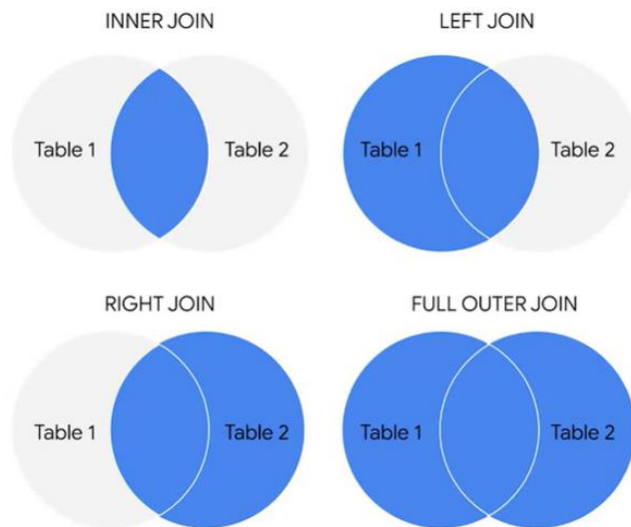 INNER JOIN
LEFT JOIN
Table 1
Table 2
Table 1
Table 2
RIGHT JOIN
FULL OUTER JOIN
Table 1
Table 2
Table 1
Table 2